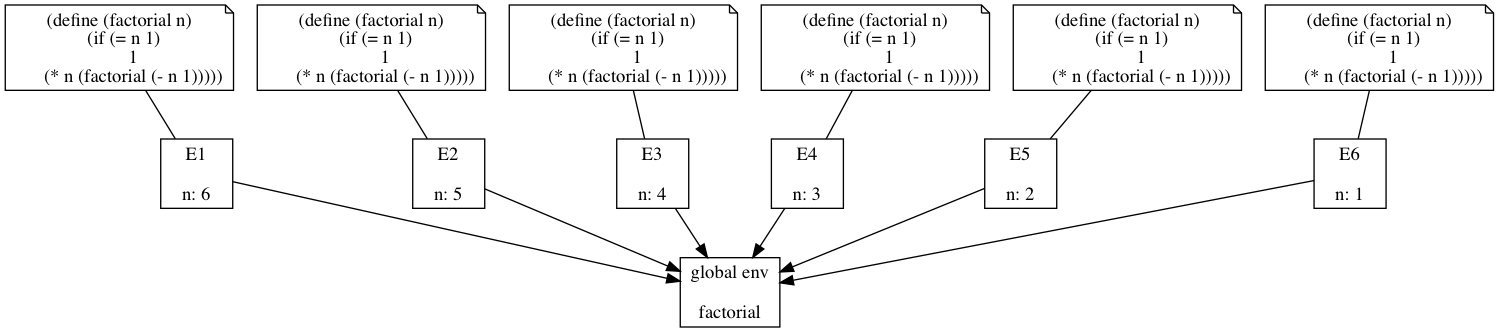 (define (factorial n)
(if (= n 1)
1
(* n (factorial (- n 1)))))
(define (factorial n)
(if (= n 1)
1
(* n (factorial (- n 1)))))
(define (factorial n)
(if (= n 1)
1
(* n (factorial (- n 1)))))
(define (factorial n)
(if (= n 1)
1
(* n (factorial (- n 1)))))
(define (factorial n)
(if (= n 1)
1
(* n (factorial (- n 1)))))
(define (factorial n)
(if (= n 1)
1
(* n (factorial (- n 1)))))
E1
n: 6
E2
n: 5
E3
n: 4
E4
n: 3
E5
n: 2
E6
n: 1
global env
factorial